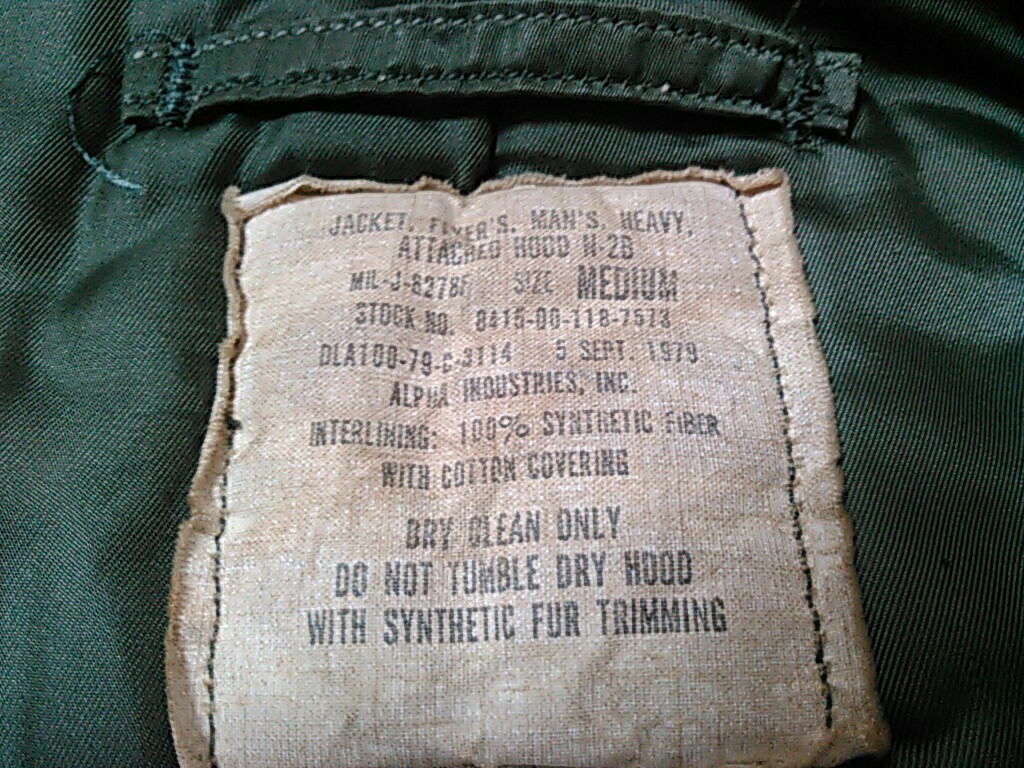 JACKET, FLYER'S, MAN'S, HEAVY,
ATTACHED HOOD N-2B
MIL-J-6278F SIZE MEDIUM
STOCK NO. 8415-00-118-7513
DLA100-79-C-3114 5 SEPT. 1979
ALPHA INDUSTRIES, INC.
INTERLINING: 100% SYNTHETIC FIBER
WITH COTTON COVERING
DRY CLEAN ONLY
DO NOT TUMBLE DRY HOOD
WITH SYNTHETIC FUR TRIMMING